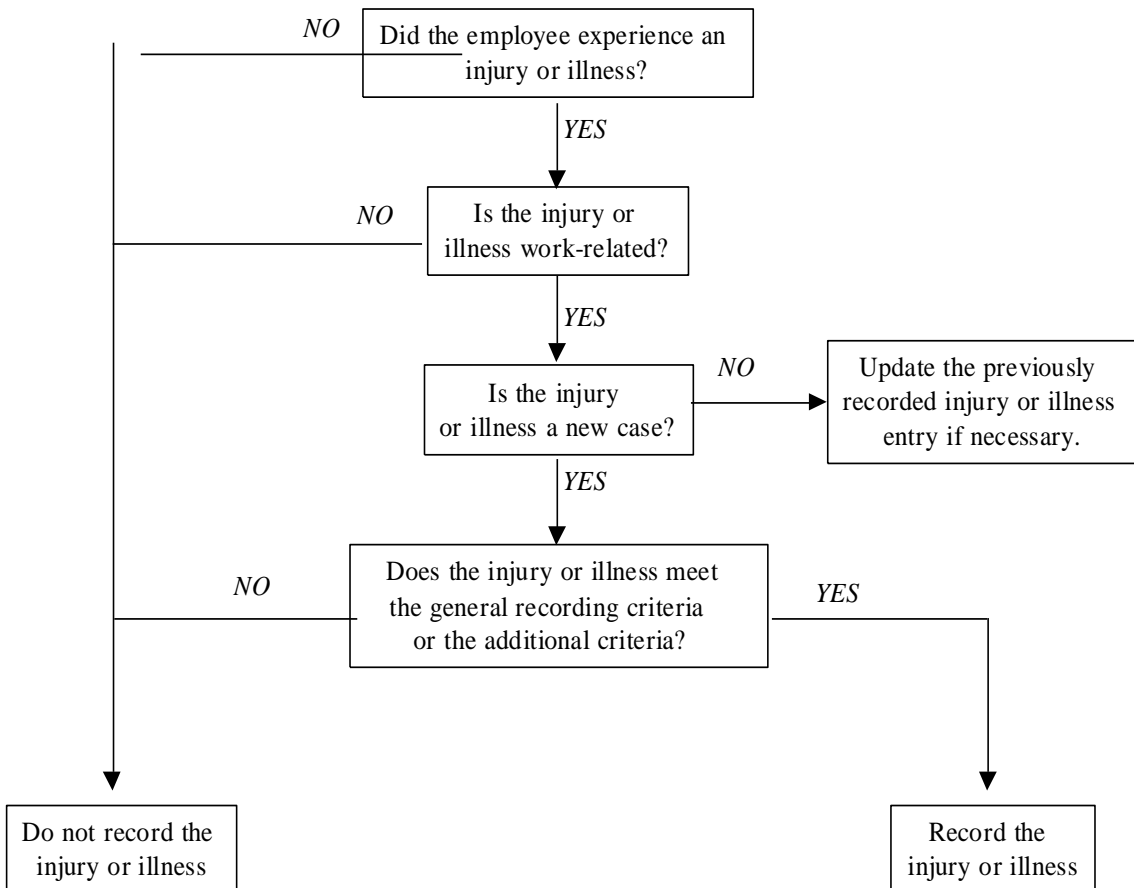 NO
Did the employee experience an
injury or illness?
YES
NO
Is the injury or
illness work-related?
YES
Is the injury
or illness a new case?
NO
Update the previously
recorded injury or illness
entry if necessary.
YES
NO
Does the injury or illness meet
the general recording criteria
or the additional criteria?
YES
Do not record the
injury or illness
Record the
injury or illness